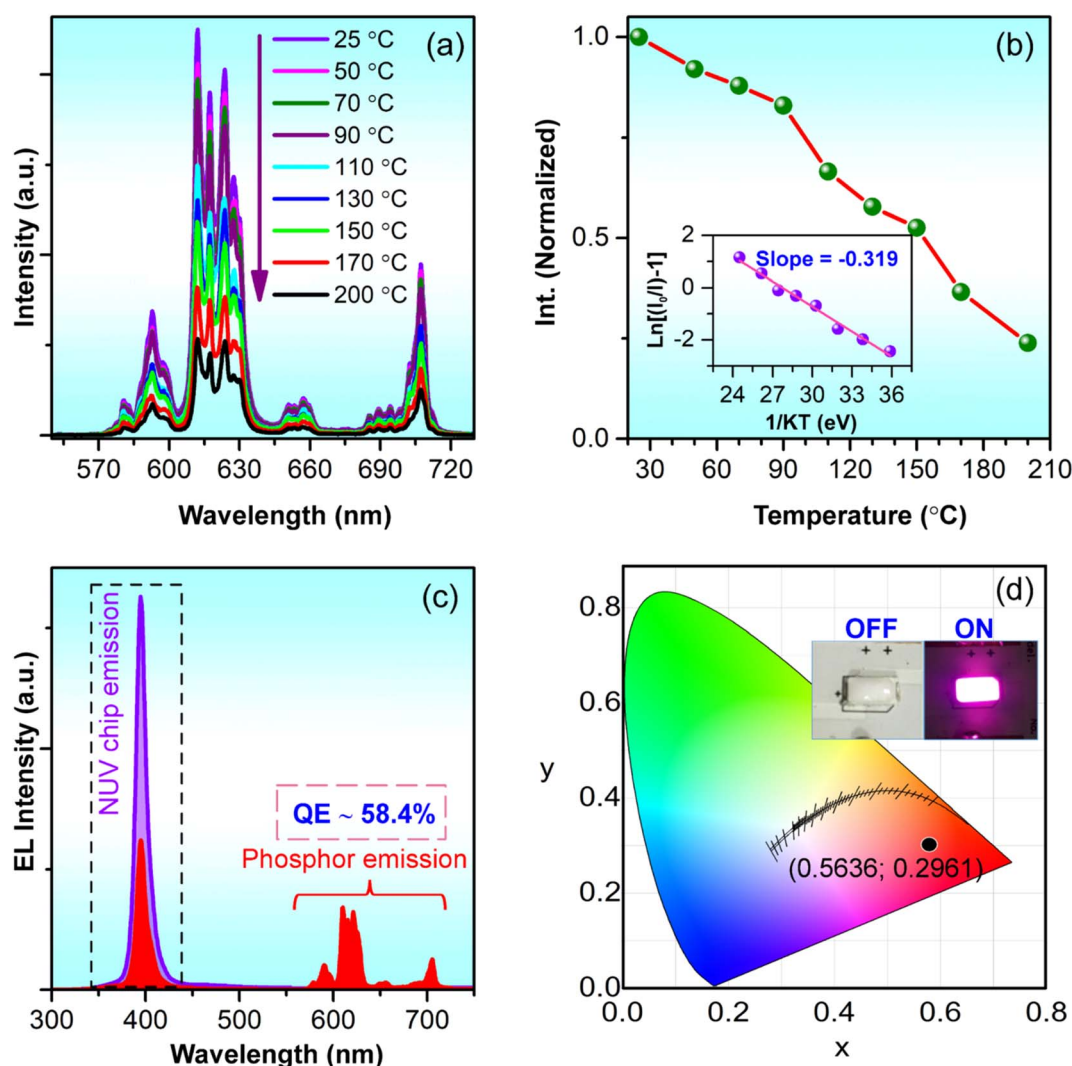 (a)
25 °C
50 °C
70 °C
90 °C
110 °C
130 °C
150 °C
170 °C
200 °C
Intensity (a.u.)
570 600 630 660 690 720
Wavelength (nm)
(b)
1.0
0.5
0.0
Int. (Normalized)
Slope = -0.319
2
0
-2
Ln[(I₀/I)-1]
24 27 30 33 36
1/KT (eV)
30 60 90 120 150 180 210
Temperature (°C)
(c)
NUV chip emission
QE ~ 58.4%
Phosphor emission
EL Intensity (a.u.)
300 400 500 600 700
Wavelength (nm)
(d)
OFF ON
0.8
0.6
0.4
0.2
0.0
y
(0.5636; 0.2961)
0.0 0.2 0.4 0.6 0.8
x